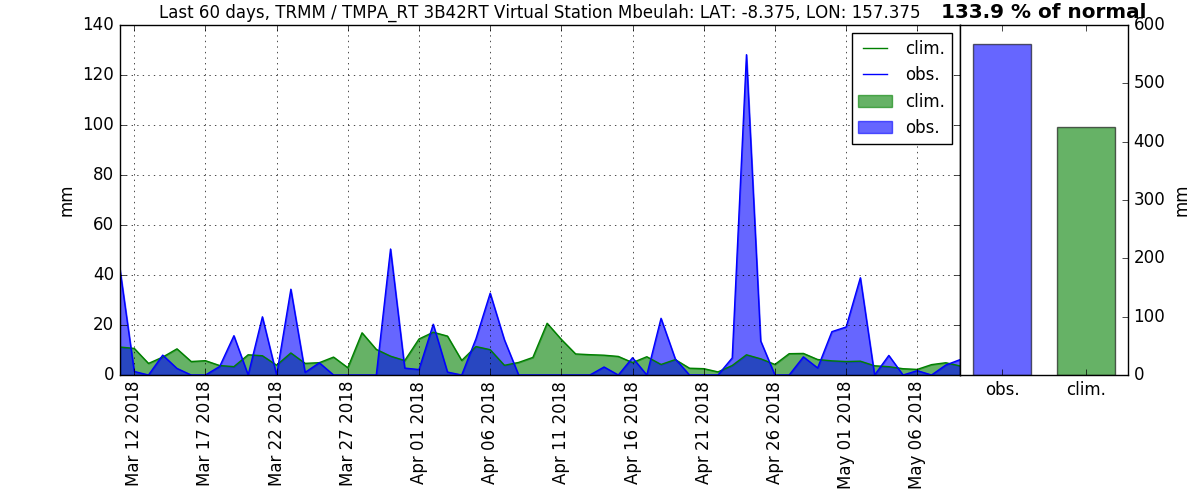 Last 60 days, TRMM / TMPA_RT 3B42RT Virtual Station Mbeulah: LAT: -8.375, LON: 157.375
133.9 % of normal
140
120
100
80
60
40
20
0
mm
clim.
obs.
clim.
obs.
Mar 12 2018
Mar 17 2018
Mar 22 2018
Mar 27 2018
Apr 01 2018
Apr 06 2018
Apr 11 2018
Apr 16 2018
Apr 21 2018
Apr 26 2018
May 01 2018
May 06 2018
600
500
400
300
200
100
0
mm
obs.
clim.